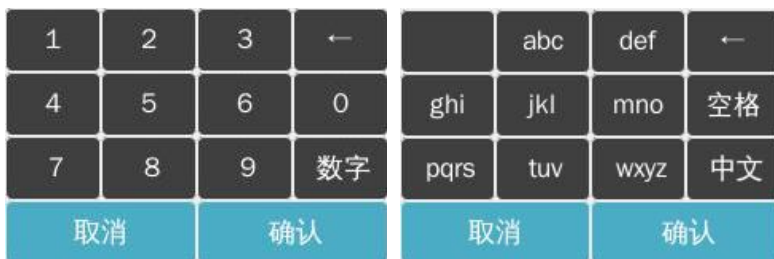 1 2 3 ←
4 5 6 0
7 8 9 数字
取消 确认
abc def ←
ghi jkl mno 空格
pqrs tuv wxyz 中文
取消 确认